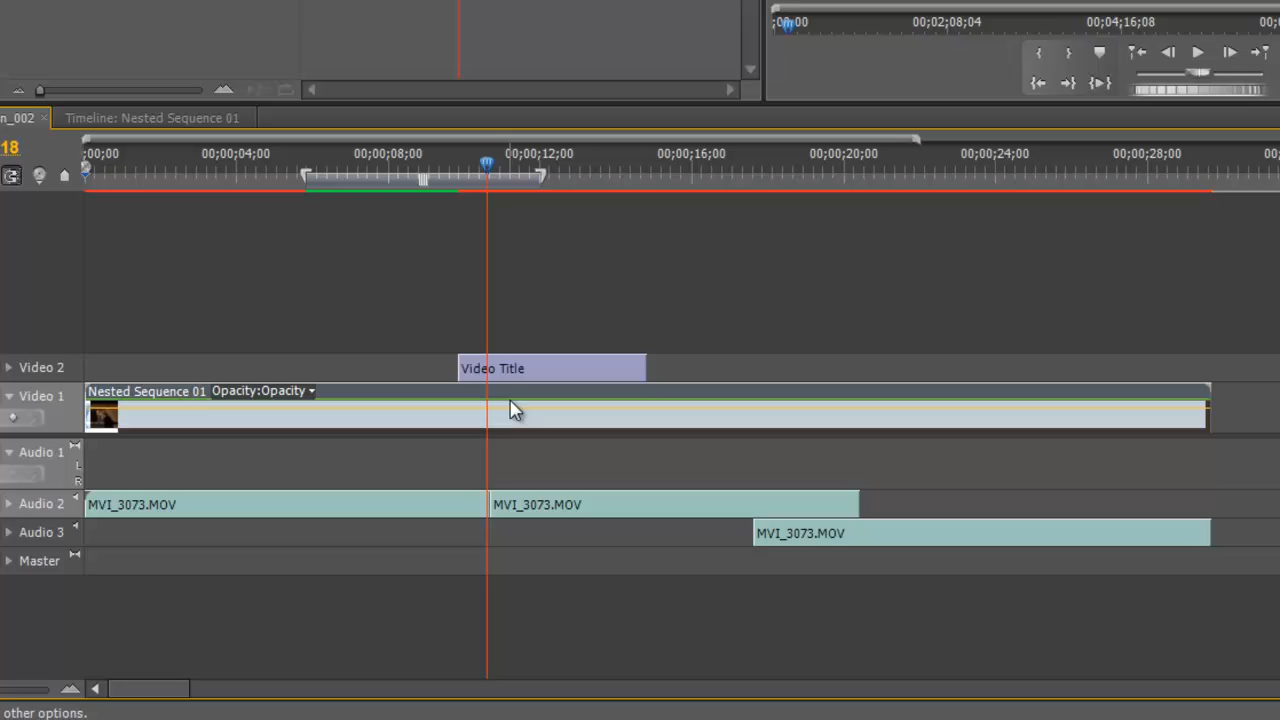 ;00;00 00;02;08;04 00;04;16;08 00;
n_002 Timeline: Nested Sequence 01
18
;00;00 00;00;04;00 00;00;08;00 00;00;12;00 00;00;16;00 00;00;20;00 00;00;24;00 00;00;28;00 00;
Video 2 Video Title
Nested Sequence 01 Opacity:Opacity
Video 1
Audio 1
L
R
Audio 2 MVI_3073.MOV MVI_3073.MOV
Audio 3 MVI_3073.MOV
Master
other options.